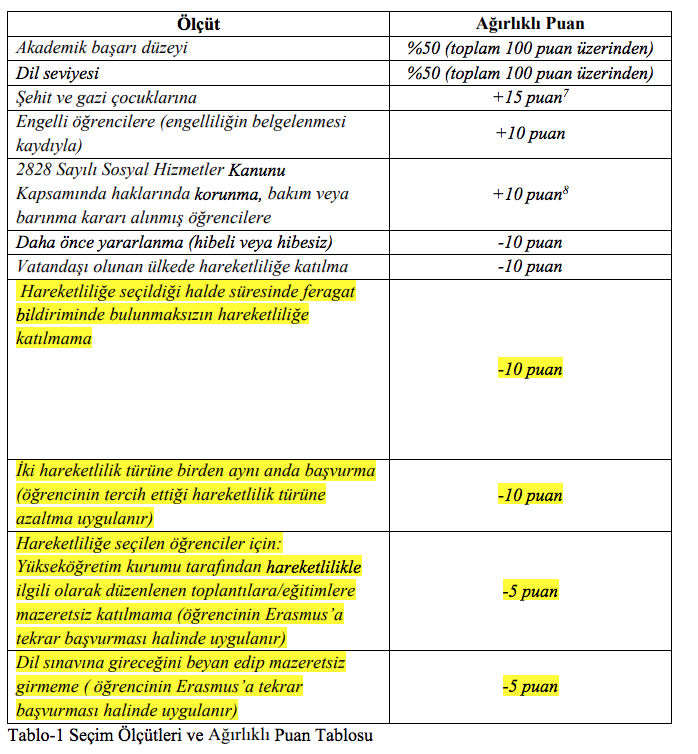 Ölçüt Ağırlıklı Puan
Akademik başarı düzeyi %50 (toplam 100 puan üzerinden)
Dil seviyesi %50 (toplam 100 puan üzerinden)
Şehit ve gazi çocuklarına +15 puan⁷
Engelli öğrencilere (engelliliğin belgelenmesi
kaydıyla) +10 puan
2828 Sayılı Sosyal Hizmetler Kanunu
Kapsamında haklarında korunma, bakım veya
barınma kararı alınmış öğrencilere
+10 puan⁸
Daha önce yararlanma (hibeli veya hibesiz) -10 puan
Vatandaşı olunan ülkede hareketliliğe katılma -10 puan
Hareketliliğe seçildiği halde süresinde feragat
bildiriminde bulunmaksızın hareketliliğe
katılmama
-10 puan
İki hareketlilik türüne birden aynı anda başvurma
(öğrencinin tercih ettiği hareketlilik türüne
azaltma uygulanır)
-10 puan
Hareketliliğe seçilen öğrenciler için:
Yükseköğretim kurumu tarafından hareketlilikle
ilgili olarak düzenlenen toplantılara/eğitimlere
mazeretsiz katılmama (öğrencinin Erasmus’a
tekrar başvurması halinde uygulanır)
-5 puan
Dil sınavına gireceğini beyan edip mazeretsiz
girmeme ( öğrencinin Erasmus’a tekrar
başvurması halinde uygulanır)
-5 puan
Tablo-1 Seçim Ölçütleri ve Ağırlıklı Puan Tablosu